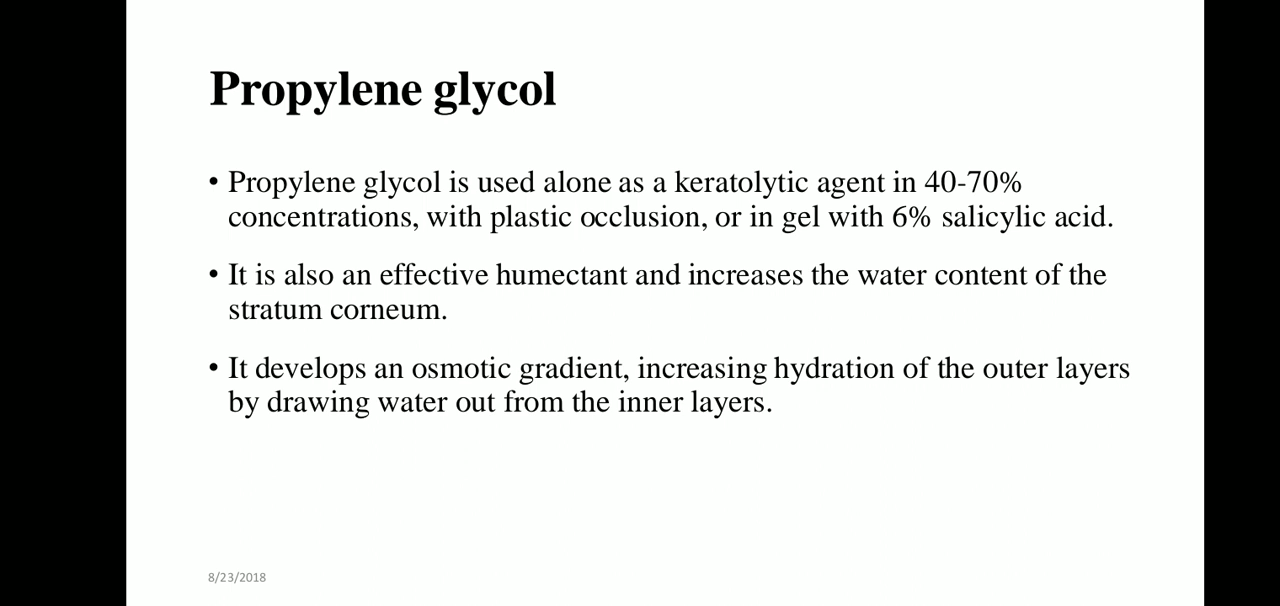 Propylene glycol
• Propylene glycol is used alone as a keratolytic agent in 40-70%
concentrations, with plastic occlusion, or in gel with 6% salicylic acid.
• It is also an effective humectant and increases the water content of the
stratum corneum.
• It develops an osmotic gradient, increasing hydration of the outer layers
by drawing water out from the inner layers.
8/23/2018